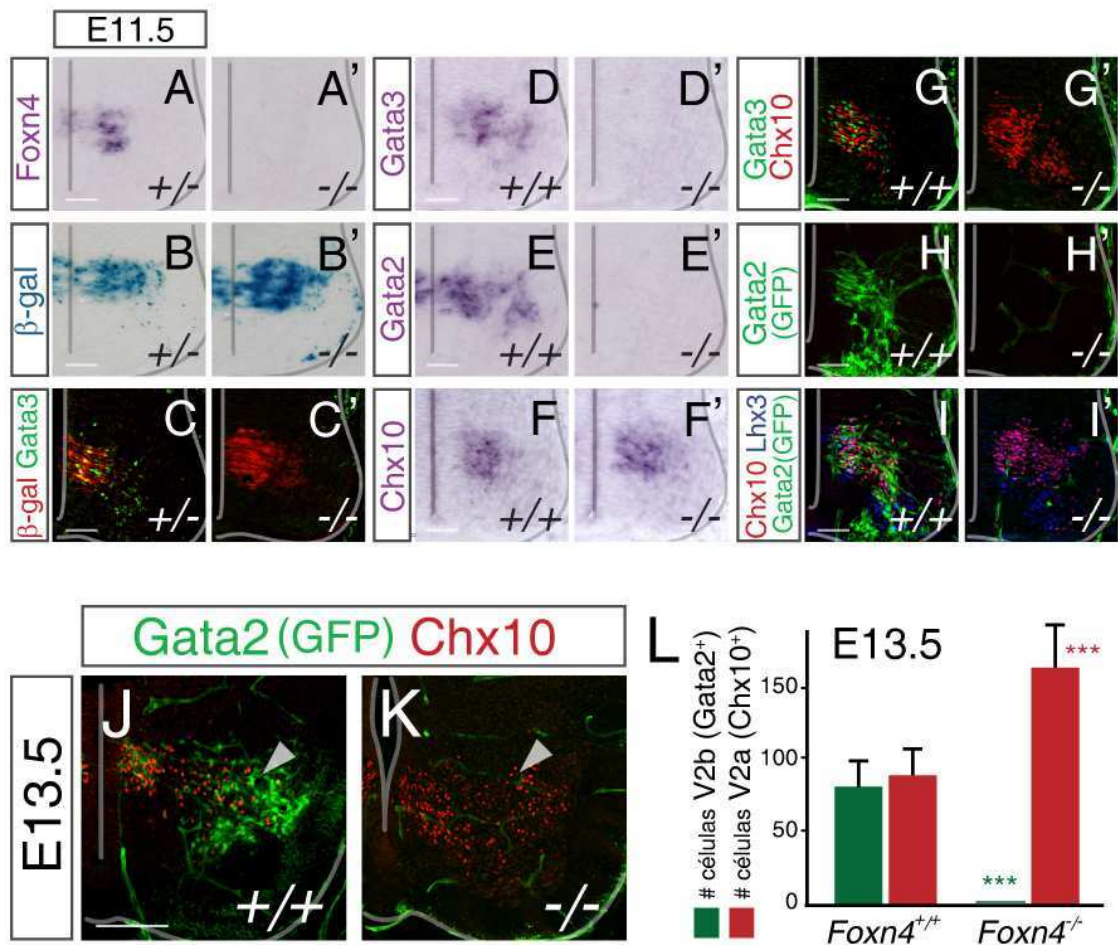 E11.5
Foxn4
A
+/-
A'
-/-
Gata3
D
+/+
D'
-/-
Gata3
Chx10
G
+/+
G'
-/-
β-gal
B
+/-
B'
-/-
Gata2
E
+/+
E'
-/-
Gata2
(GFP)
H
+/+
H'
-/-
β-gal Gata3
C
+/-
C'
-/-
Chx10
F
+/+
F'
-/-
Chx10 Lhx3
Gata2(GFP)
I
+/+
I'
-/-
Gata2 (GFP) Chx10
E13.5
J
+/+
K
-/-
L
# células V2b (Gata2⁺)
# células V2a (Chx10⁺)
E13.5
150
100
50
0
***
***
Foxn4⁺/⁺
Foxn4⁻/⁻